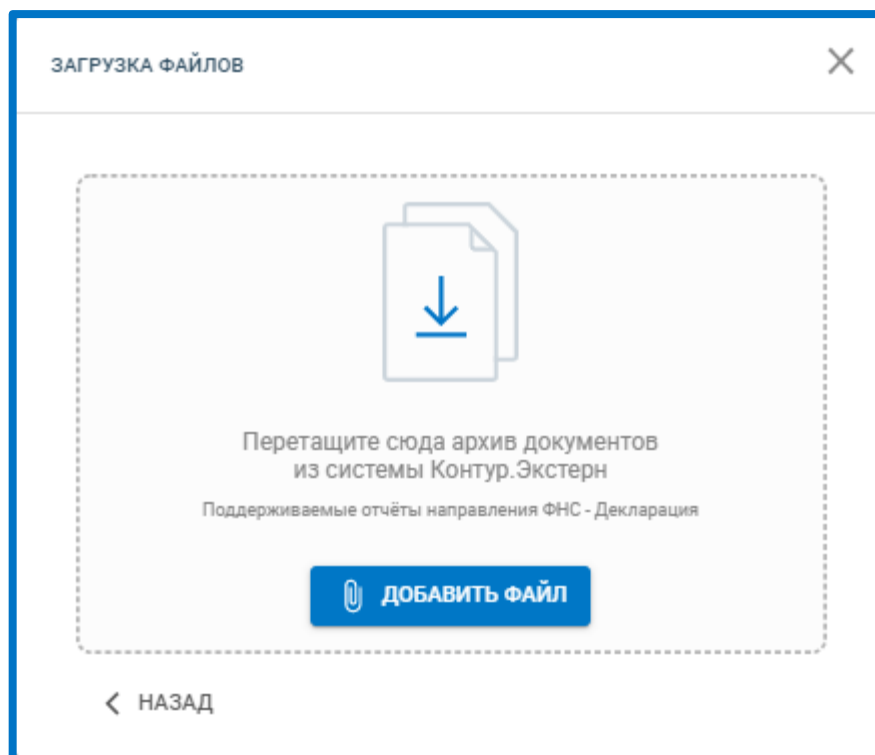 ЗАГРУЗКА ФАЙЛОВ
Перетащите сюда архив документов
из системы Контур.Экстерн
Поддерживаемые отчёты направления ФНС - Декларация
ДОБАВИТЬ ФАЙЛ
НАЗАД